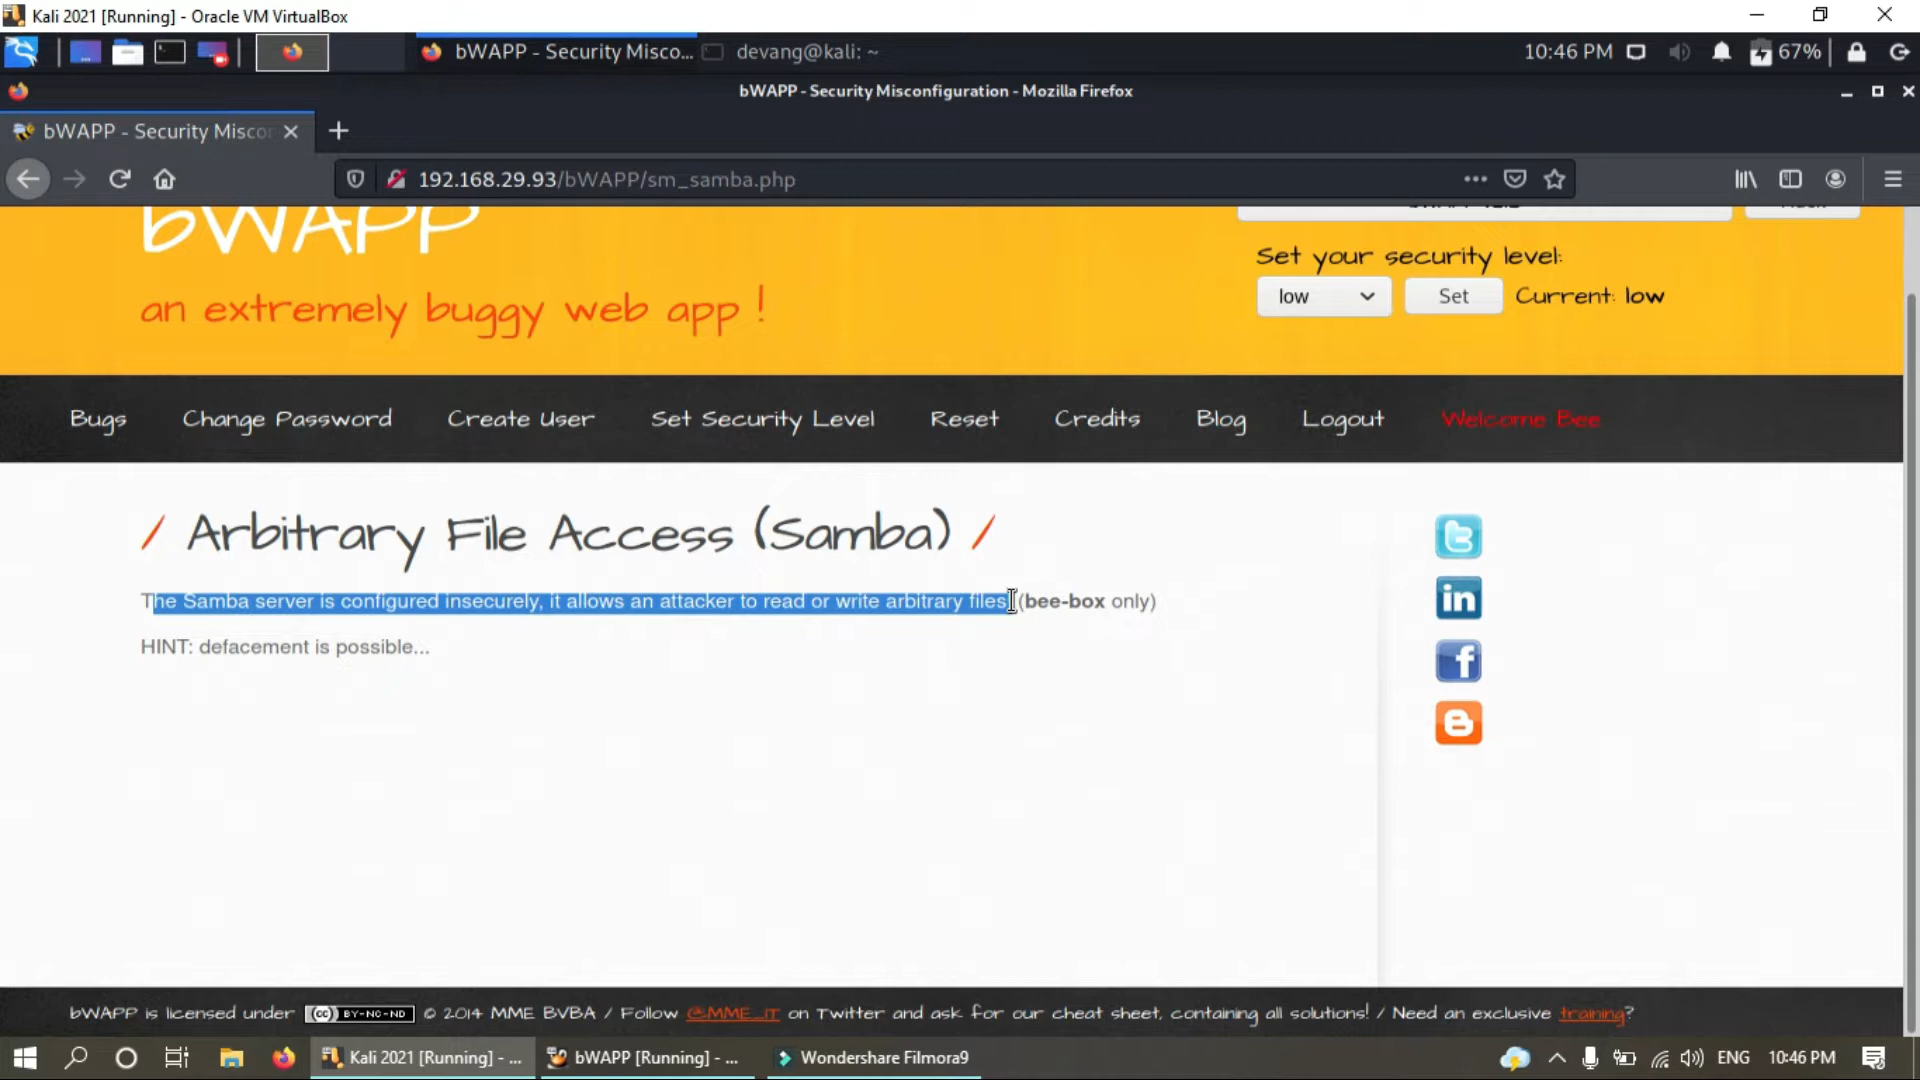 Kali 2021 [Running] - Oracle VM VirtualBox
bWAPP - Security Misco... devang@kali: ~ 10:46 PM 67%
bWAPP - Security Misconfiguration - Mozilla Firefox
bWAPP - Security Miscon
192.168.29.93/bWAPP/sm_samba.php
bWAPP
an extremely buggy web app !
Set your security level:
low Set Current: low
Bugs Change Password Create User Set Security Level Reset Credits Blog Logout Welcome Bee
/ Arbitrary File Access (Samba) /
The Samba server is configured insecurely, it allows an attacker to read or write arbitrary files! (bee-box only)
HINT: defacement is possible...
bWAPP is licensed under (cc) BY-NC-ND © 2014 MME BVBA / Follow @MME_IT on Twitter and ask for our cheat sheet, containing all solutions! / Need an exclusive training?
Kali 2021 [Running] - ... bWAPP [Running] - ... Wondershare Filmora9 ENG 10:46 PM